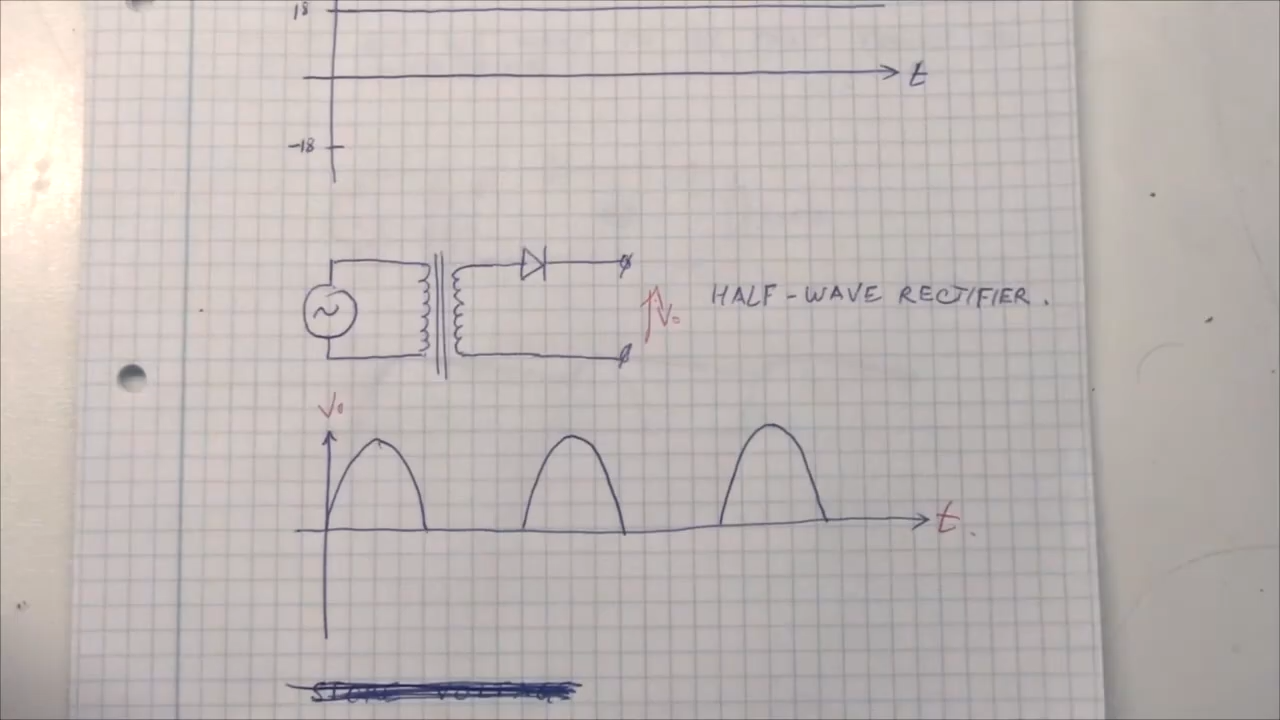 18
t
-18
~
V₀
HALF-WAVE RECTIFIER.
V₀
t.